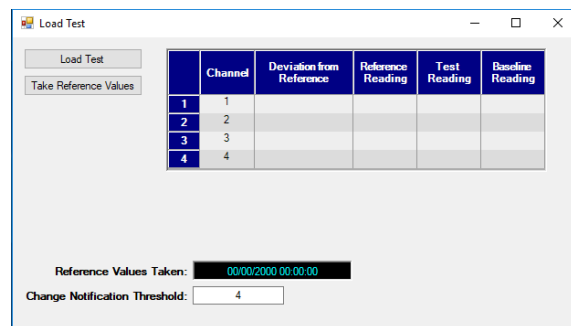 Load Test
Load Test
Take Reference Values
Channel Deviation from Reference Reference Reading Test Reading Baseline Reading
1 1
2 2
3 3
4 4
Reference Values Taken: 00/00/2000 00:00:00
Change Notification Threshold: 4